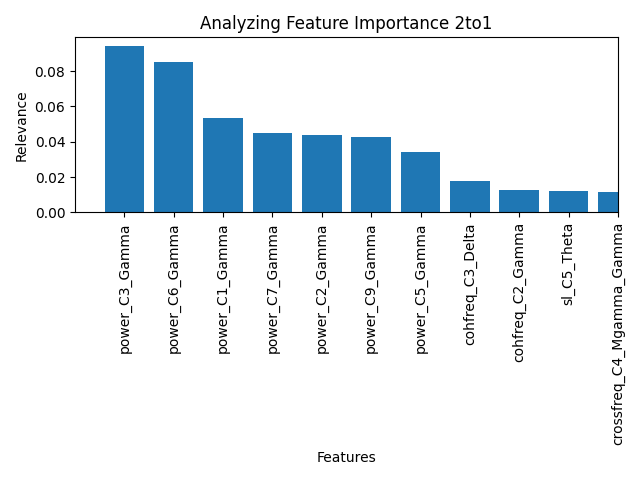 Analyzing Feature Importance 2to1
Relevance
0.08
0.06
0.04
0.02
0.00
power_C3_Gamma
power_C6_Gamma
power_C1_Gamma
power_C7_Gamma
power_C2_Gamma
power_C9_Gamma
power_C5_Gamma
cohfreq_C3_Delta
cohfreq_C2_Gamma
sl_C5_Theta
crossfreq_C4_Mgamma_Gamma
Features